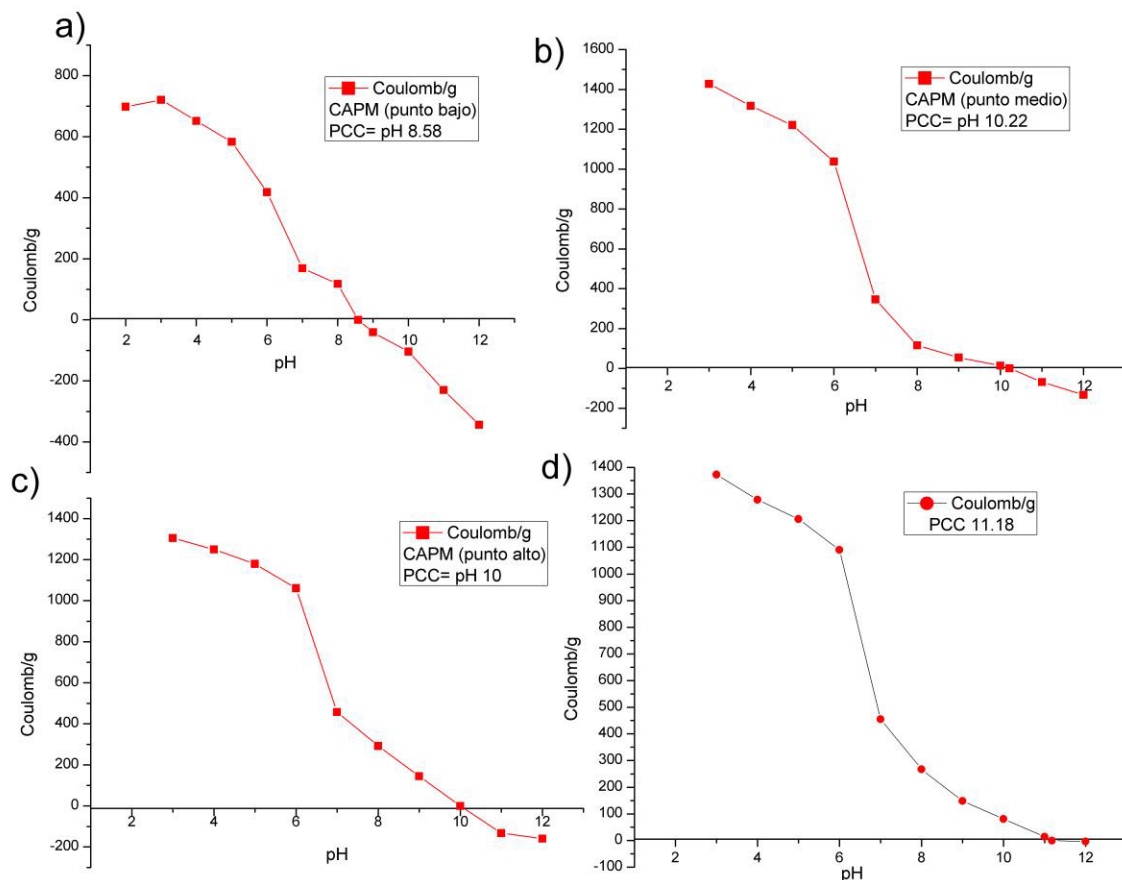 a)
800
600
400
200
0
-200
-400
2
4
6
8
10
12
pH
Coulomb/g
Coulomb/g
CAPM (punto bajo)
PCC= pH 8.58
b)
1600
1400
1200
1000
800
600
400
200
0
-200
2
4
6
8
10
12
pH
Coulomb/g
Coulomb/g
CAPM (punto medio)
PCC= pH 10.22
c)
1400
1200
1000
800
600
400
200
0
-200
2
4
6
8
10
12
pH
Coulomb/g
Coulomb/g
CAPM (punto alto)
PCC= pH 10
d)
1400
1300
1200
1100
1000
900
800
700
600
500
400
300
200
100
0
-100
2
4
6
8
10
12
pH
Coulomb/g
Coulomb/g
PCC 11.18